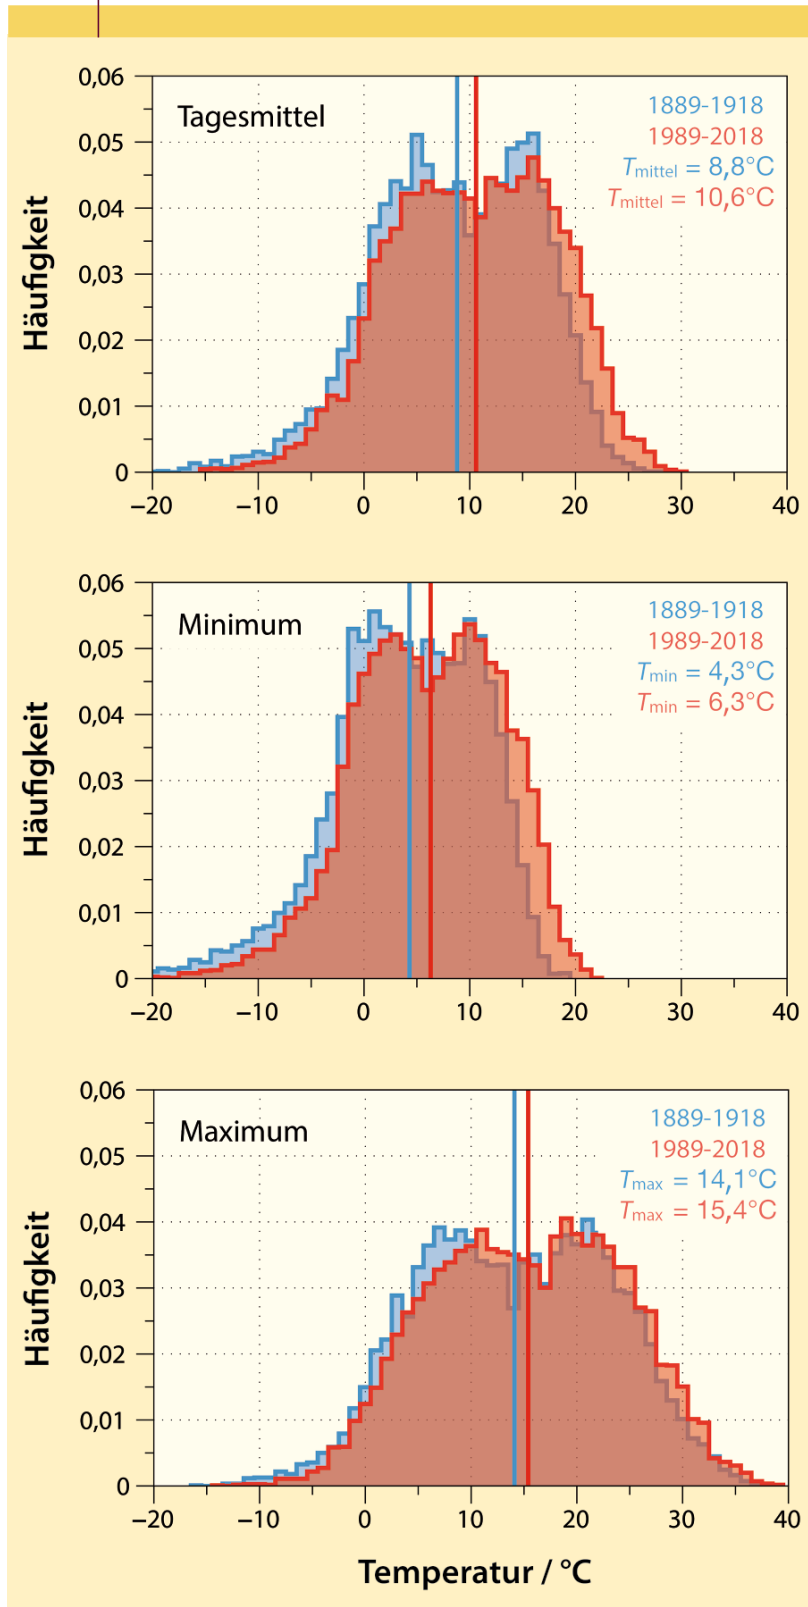 0,06
Tagesmittel
1889-1918
1989-2018
Tmittel = 8,8°C
Tmittel = 10,6°C
0,05
0,04
0,03
0,02
0,01
0
Häufigkeit
−20 −10 0 10 20 30 40
0,06
Minimum
1889-1918
1989-2018
Tmin = 4,3°C
Tmin = 6,3°C
0,05
0,04
0,03
0,02
0,01
0
Häufigkeit
−20 −10 0 10 20 30 40
0,06
Maximum
1889-1918
1989-2018
Tmax = 14,1°C
Tmax = 15,4°C
0,05
0,04
0,03
0,02
0,01
0
Häufigkeit
−20 −10 0 10 20 30 40
Temperatur / °C